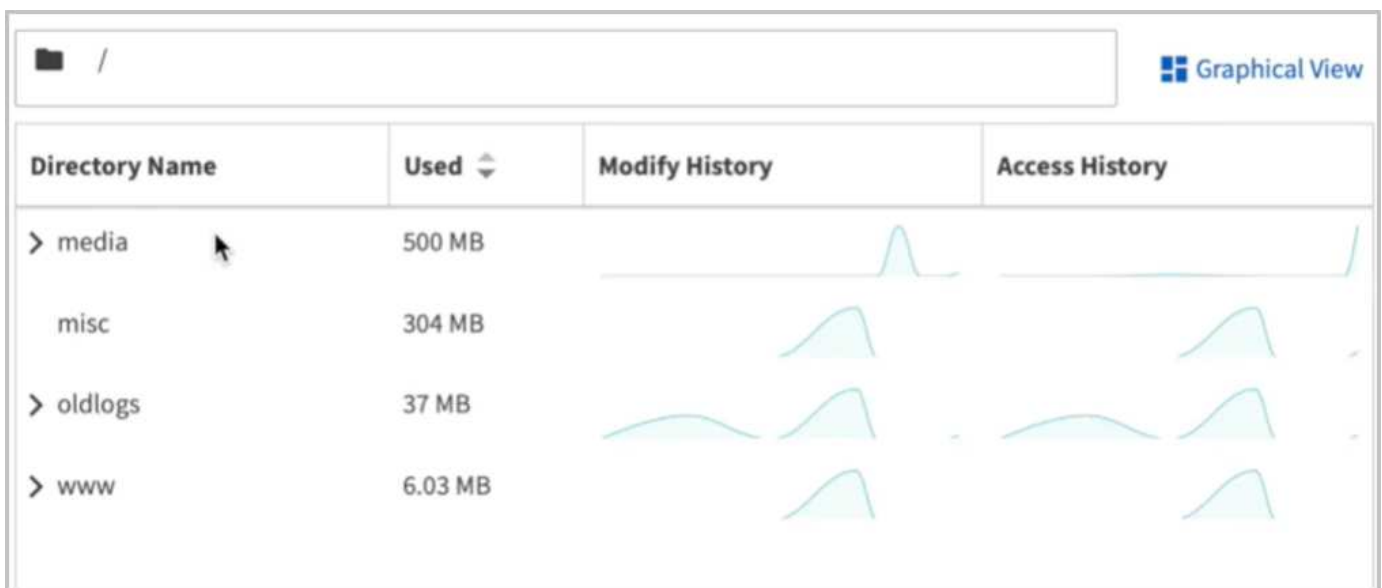 /
Graphical View
Directory Name Used Modify History Access History
media 500 MB
misc 304 MB
oldlogs 37 MB
www 6.03 MB